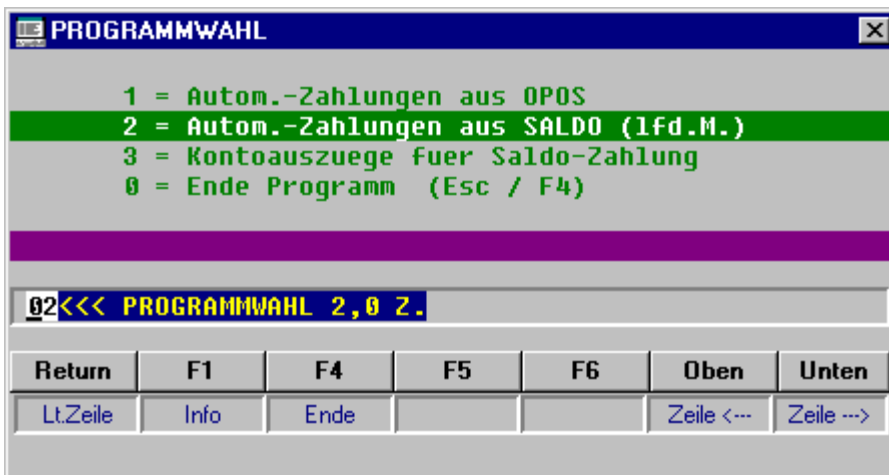 PROGRAMMWAHL
1 = Autom.-Zahlungen aus OPOS
2 = Autom.-Zahlungen aus SALDO (lfd.M.)
3 = Kontoauszuege fuer Saldo-Zahlung
0 = Ende Programm (Esc / F4)
02<<< PROGRAMMWAHL 2,0 Z.
Return F1 F4 F5 F6 Oben Unten
Lt.Zeile Info Ende Zeile <--- Zeile --->